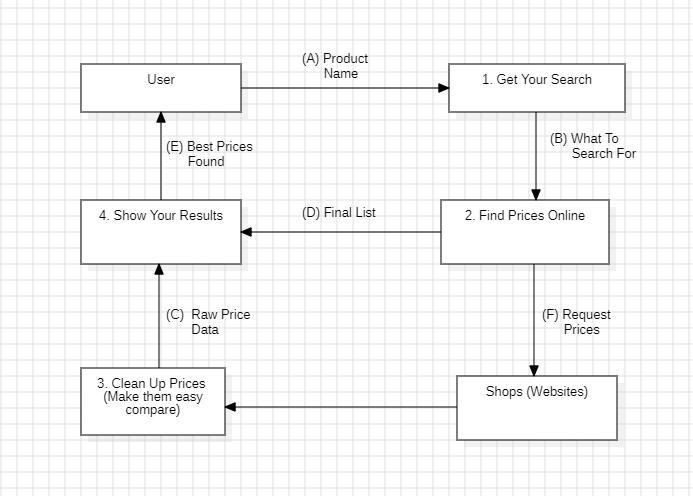 (A) Product
Name
User
1. Get Your Search
(B) What To
Search For
(E) Best Prices
Found
4. Show Your Results
(D) Final List
2. Find Prices Online
(C) Raw Price
Data
(F) Request
Prices
3. Clean Up Prices
(Make them easy
compare)
Shops (Websites)